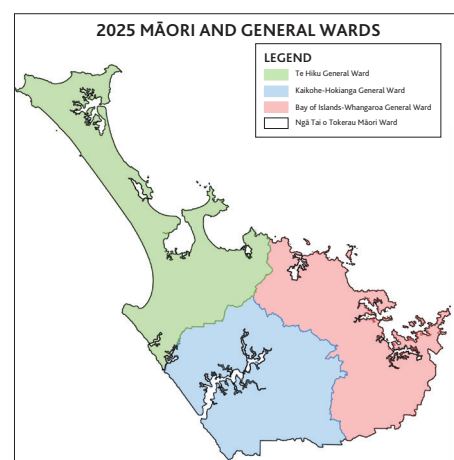 2025 MĀORI AND GENERAL WARDS
LEGEND
Te Hiku General Ward
Kaikohe-Hokianga General Ward
Bay of Islands-Whangaroa General Ward
Ngā Tai o Tokerau Māori Ward